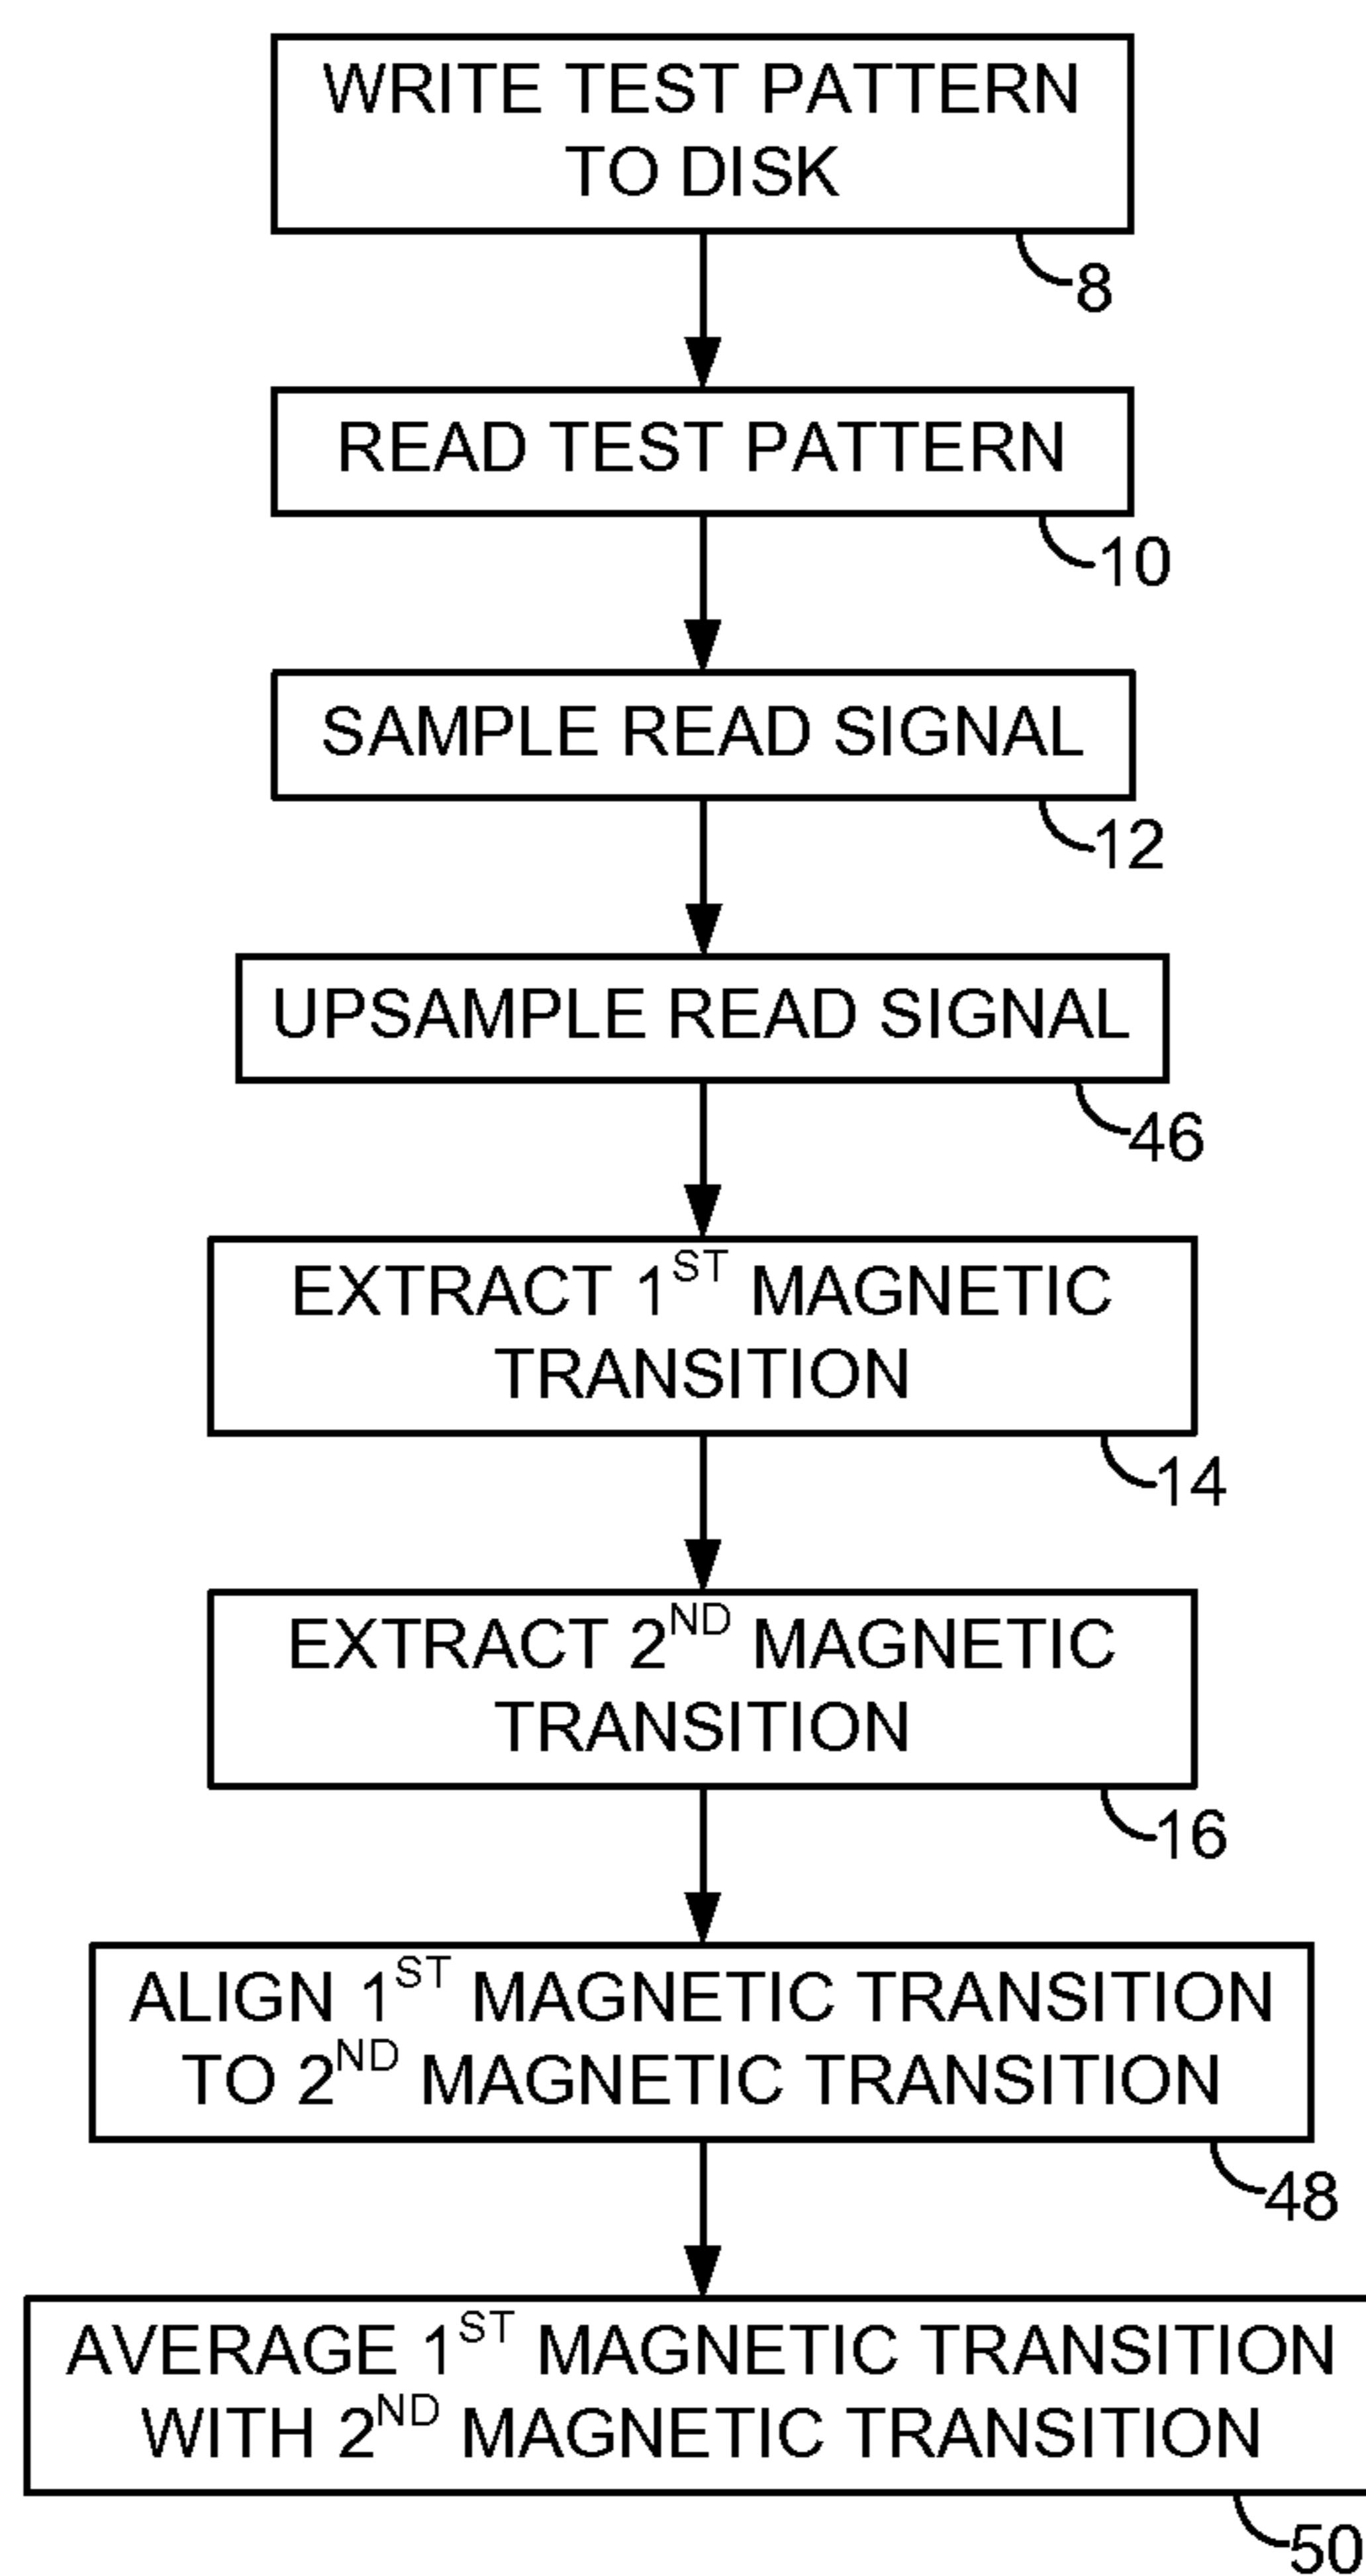 WRITE TEST PATTERN
TO DISK
8
READ TEST PATTERN
10
SAMPLE READ SIGNAL
12
UPSAMPLE READ SIGNAL
46
EXTRACT 1ST MAGNETIC
TRANSITION
14
EXTRACT 2ND MAGNETIC
TRANSITION
16
ALIGN 1ST MAGNETIC TRANSITION
TO 2ND MAGNETIC TRANSITION
48
AVERAGE 1ST MAGNETIC TRANSITION
WITH 2ND MAGNETIC TRANSITION
50